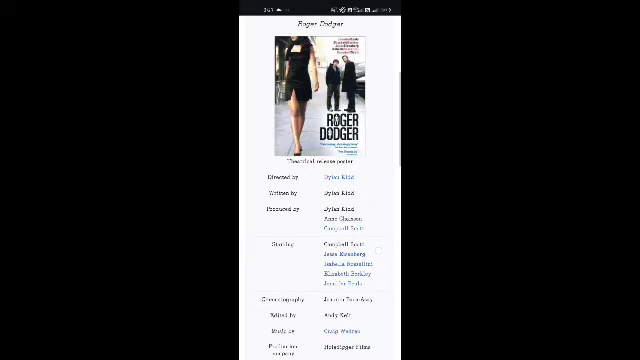 Roger Dodger
ROGER
DODGER
Theatrical release poster
Directed by Dylan Kidd
Written by Dylan Kidd
Produced by Dylan Kidd
Anne Chaisson
Campbell Scott
Starring Campbell Scott
Jesse Eisenberg
Isabella Rossellini
Elizabeth Berkley
Jennifer Beals
Cinematography
Edited by Andy Keir
Music by Craig Wedren
Production Holedigger Films
company